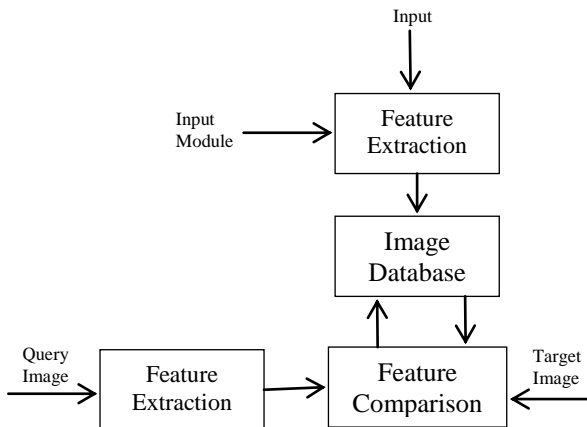 Input
Input
Module
Feature
Extraction
Image
Database
Query
Image
Feature
Extraction
Feature
Comparison
Target
Image